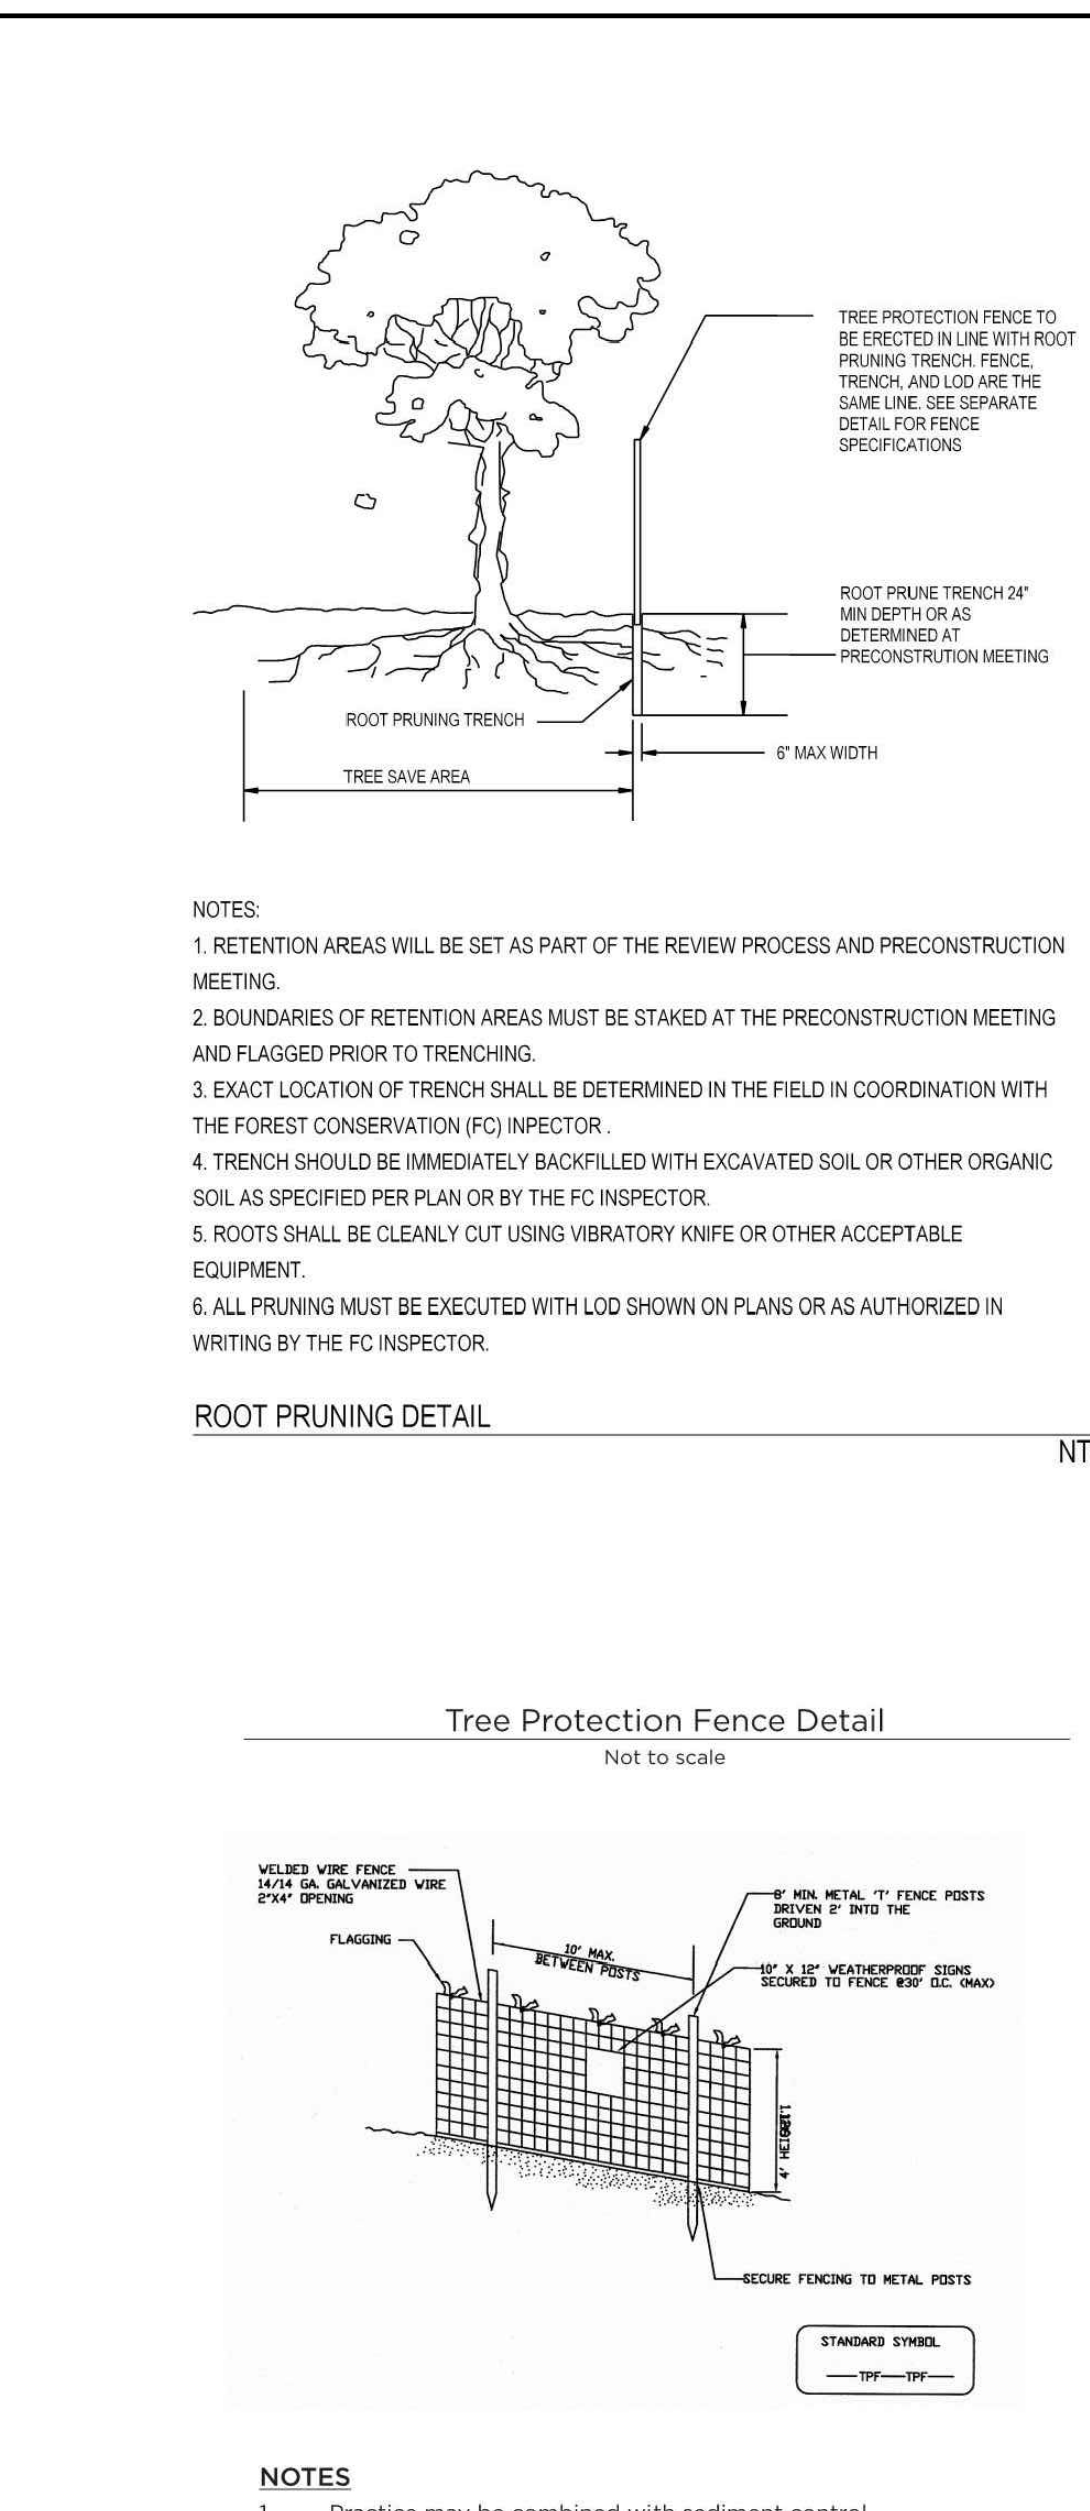 TREE PROTECTION FENCE TO
BE ERECTED IN LINE WITH ROOT
PRUNING TRENCH. FENCE,
TRENCH, AND LOD ARE THE
SAME LINE. SEE SEPARATE
DETAIL FOR FENCE
SPECIFICATIONS
ROOT PRUNE TRENCH 24"
MIN DEPTH OR AS
DETERMINED AT
PRECONSTRUTION MEETING
ROOT PRUNING TRENCH
6" MAX WIDTH
TREE SAVE AREA
NOTES:
1. RETENTION AREAS WILL BE SET AS PART OF THE REVIEW PROCESS AND PRECONSTRUCTION
MEETING.
2. BOUNDARIES OF RETENTION AREAS MUST BE STAKED AT THE PRECONSTRUCTION MEETING
AND FLAGGED PRIOR TO TRENCHING.
3. EXACT LOCATION OF TRENCH SHALL BE DETERMINED IN THE FIELD IN COORDINATION WITH
THE FOREST CONSERVATION (FC) INPECTOR .
4. TRENCH SHOULD BE IMMEDIATELY BACKFILLED WITH EXCAVATED SOIL OR OTHER ORGANIC
SOIL AS SPECIFIED PER PLAN OR BY THE FC INSPECTOR.
5. ROOTS SHALL BE CLEANLY CUT USING VIBRATORY KNIFE OR OTHER ACCEPTABLE
EQUIPMENT.
6. ALL PRUNING MUST BE EXECUTED WITH LOD SHOWN ON PLANS OR AS AUTHORIZED IN
WRITING BY THE FC INSPECTOR.
ROOT PRUNING DETAIL
NT
Tree Protection Fence Detail
Not to scale
WELDED WIRE FENCE
14/14 GA. GALVANIZED WIRE
2"X4" OPENING
FLAGGING
10' MAX.
BETWEEN POSTS
MIN. METAL 'T' FENCE POSTS
DRIVEN 2' INTO THE
GROUND
10" X 12" WEATHERPROOF SIGNS
SECURED TO FENCE @30' O.C. (MAX)
4'
SECURE FENCING TO METAL POSTS
STANDARD SYMBOL
TPF TPF
NOTES
1. Practice may be combined with sediment control